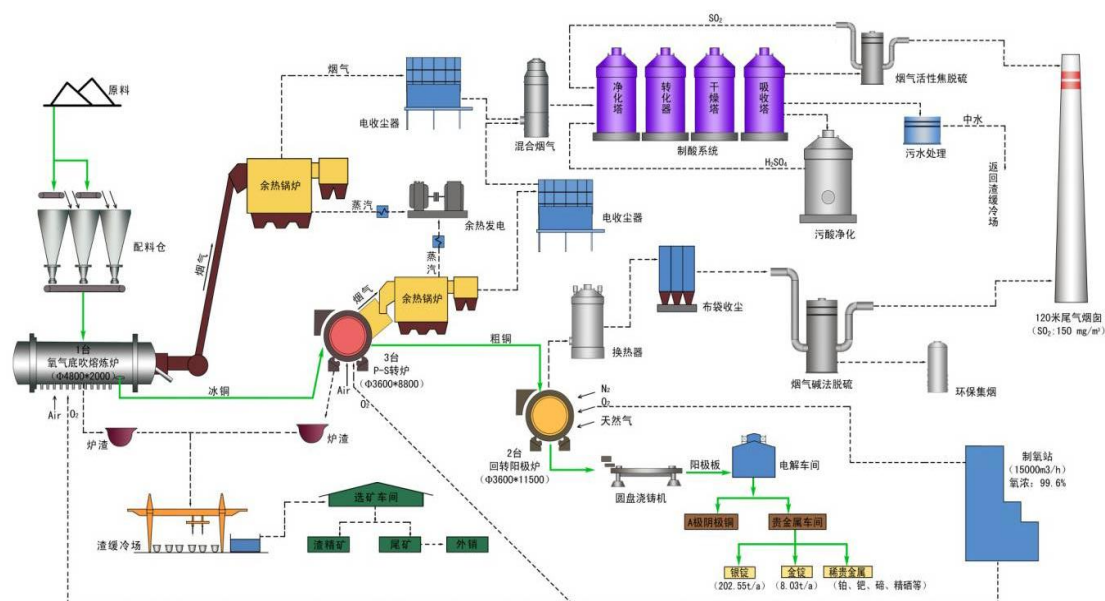 SO₂
烟气
原料
电收尘器
混合烟气
净化塔
转化器
干燥塔
吸收塔
制酸系统
烟气活性焦脱硫
中水
污水处理
返回渣缓冷场
H₂SO₄
污酸净化
余热锅炉
蒸汽
余热发电
电收尘器
配料仓
烟气
蒸汽
烟气
余热锅炉
布袋收尘
120米尾气烟囱
(SO₂:150 mg/m³)
1台
氧气底吹熔炼炉
(Φ4800*2000)
3台
P-S转炉
(Φ3600*8800)
粗铜
换热器
烟气碱法脱硫
环保集烟
冰铜
Air
O₂
Air
O₂
N₂
O₂
天然气
炉渣
炉渣
2台
回转阳极炉
(Φ3600*11500)
圆盘浇铸机
阳极板
电解车间
制氧站
(15000m3/h)
氧浓: 99.6%
选矿车间
渣缓冷场
渣精矿
尾矿
外销
A极阴极铜
贵金属车间
银锭
金锭
稀贵金属
(202.55t/a)
(8.03t/a)
(铂、钯、碲、精硒等)